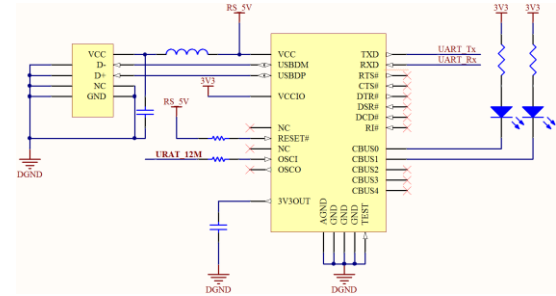 RS_5V
3V3
3V3
VCC
D-
D+
NC
GND
DGND
3V3
RS_5V
URAT_12M
DGND
VCC
USBDM
USBDP
VCCIO
NC
RESET#
NC
OSCI
OSCO
3V3OUT
AGND
GND
GND
GND
TEST
DGND
TXD
RXD
RTS#
CTS#
DTR#
DSR#
DCD#
RI#
CBUS0
CBUS1
CBUS2
CBUS3
CBUS4
UART_Tx
UART_Rx